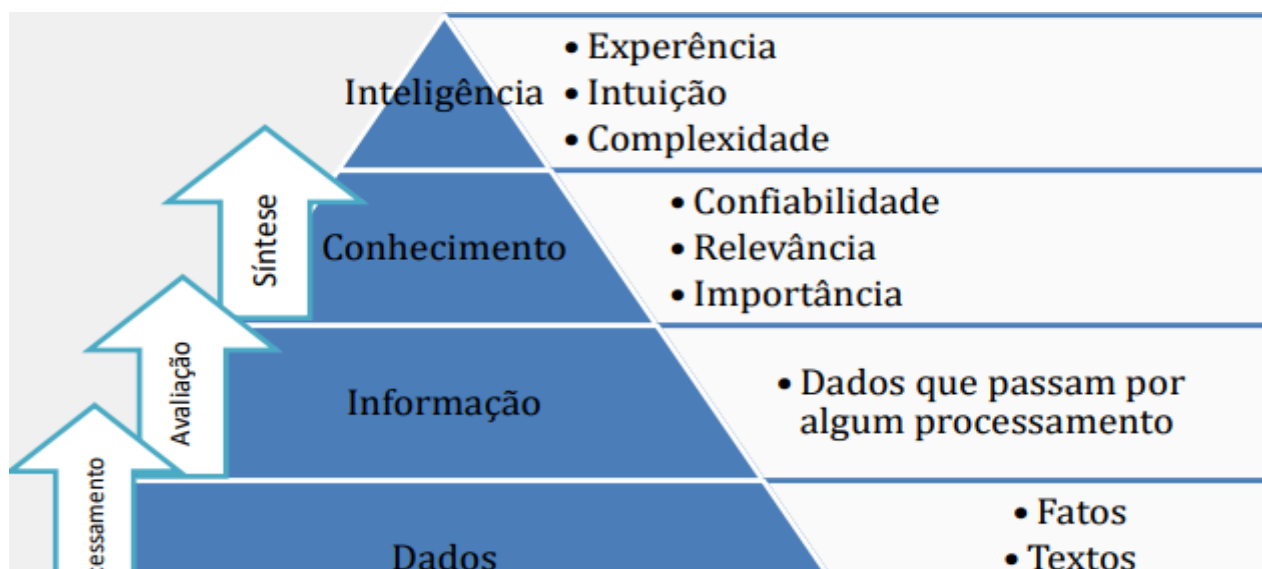 Inteligência
• Experência
• Intuição
• Complexidade
Síntese
Conhecimento
• Confiabilidade
• Relevância
• Importância
Avaliação
Informação
• Dados que passam por
algum processamento
cessamento
Dados
• Fatos
• Textos